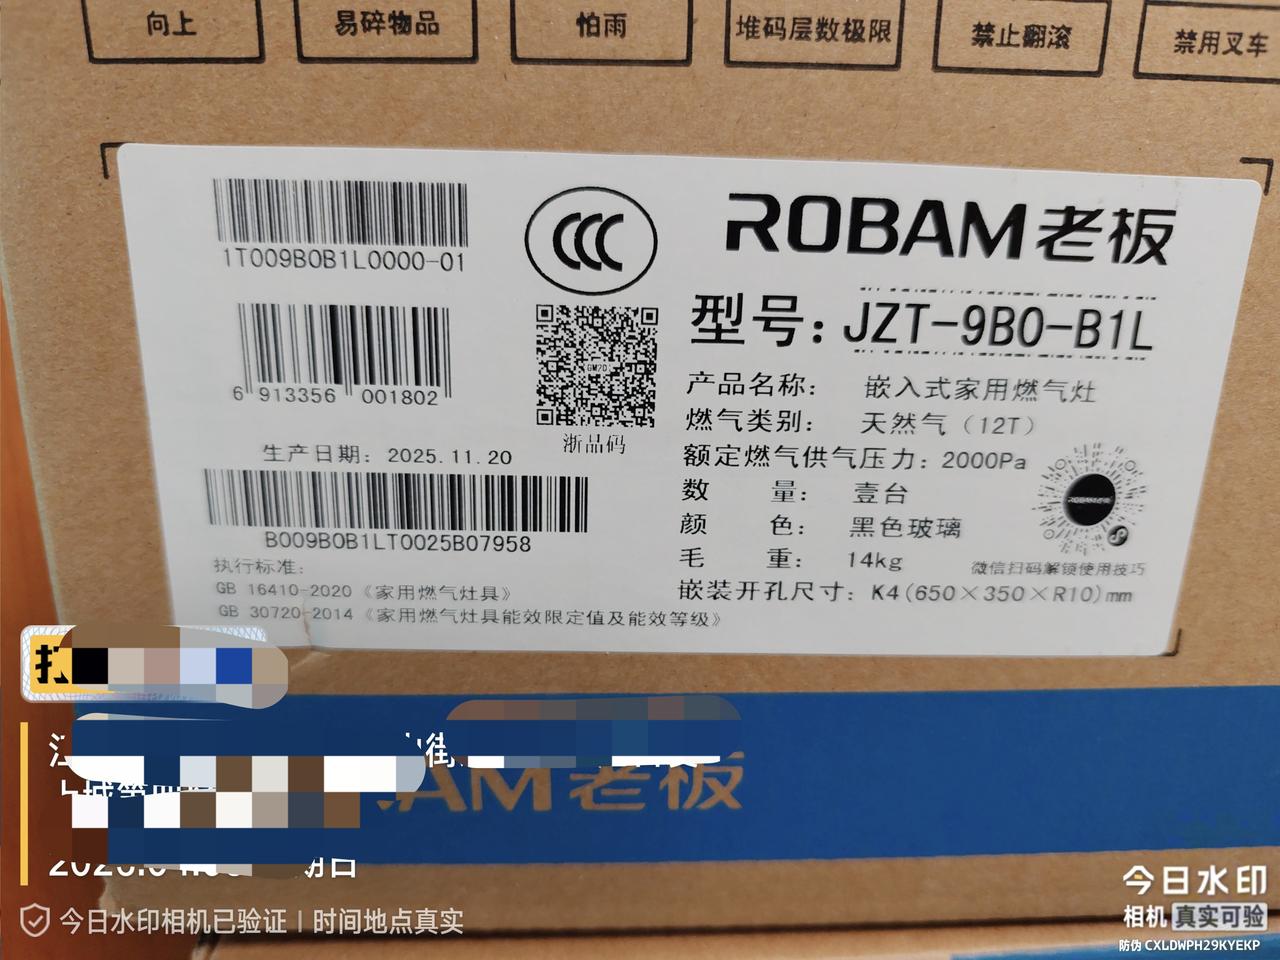 向上
易碎物品
怕雨
堆码层数极限
禁止翻滚
禁用叉车
1T009B0B1L0000-01
ROBAM老板
型号:JZT-9B0-B1L
6 913356 001802
GM2D
浙品码
产品名称: 嵌入式家用燃气灶
燃气类别: 天然气(12T)
额定燃气供气压力:2000Pa
数 量: 壹台
颜 色: 黑色玻璃
毛 重: 14kg
嵌装开孔尺寸: K4(650×350×R10)mm
ROBAM老板
微信扫码解锁使用技巧
生产日期: 2025.11.20
B009B0B1LT0025B07958
执行标准:
GB 16410-2020《家用燃气灶具》
GB 30720-2014《家用燃气灶具能效限定值及能效等级》
AM老板
今日水印相机已验证 | 时间地点真实
今日水印
相机 真实可验
防伪 CXLDWPH29KYEKP